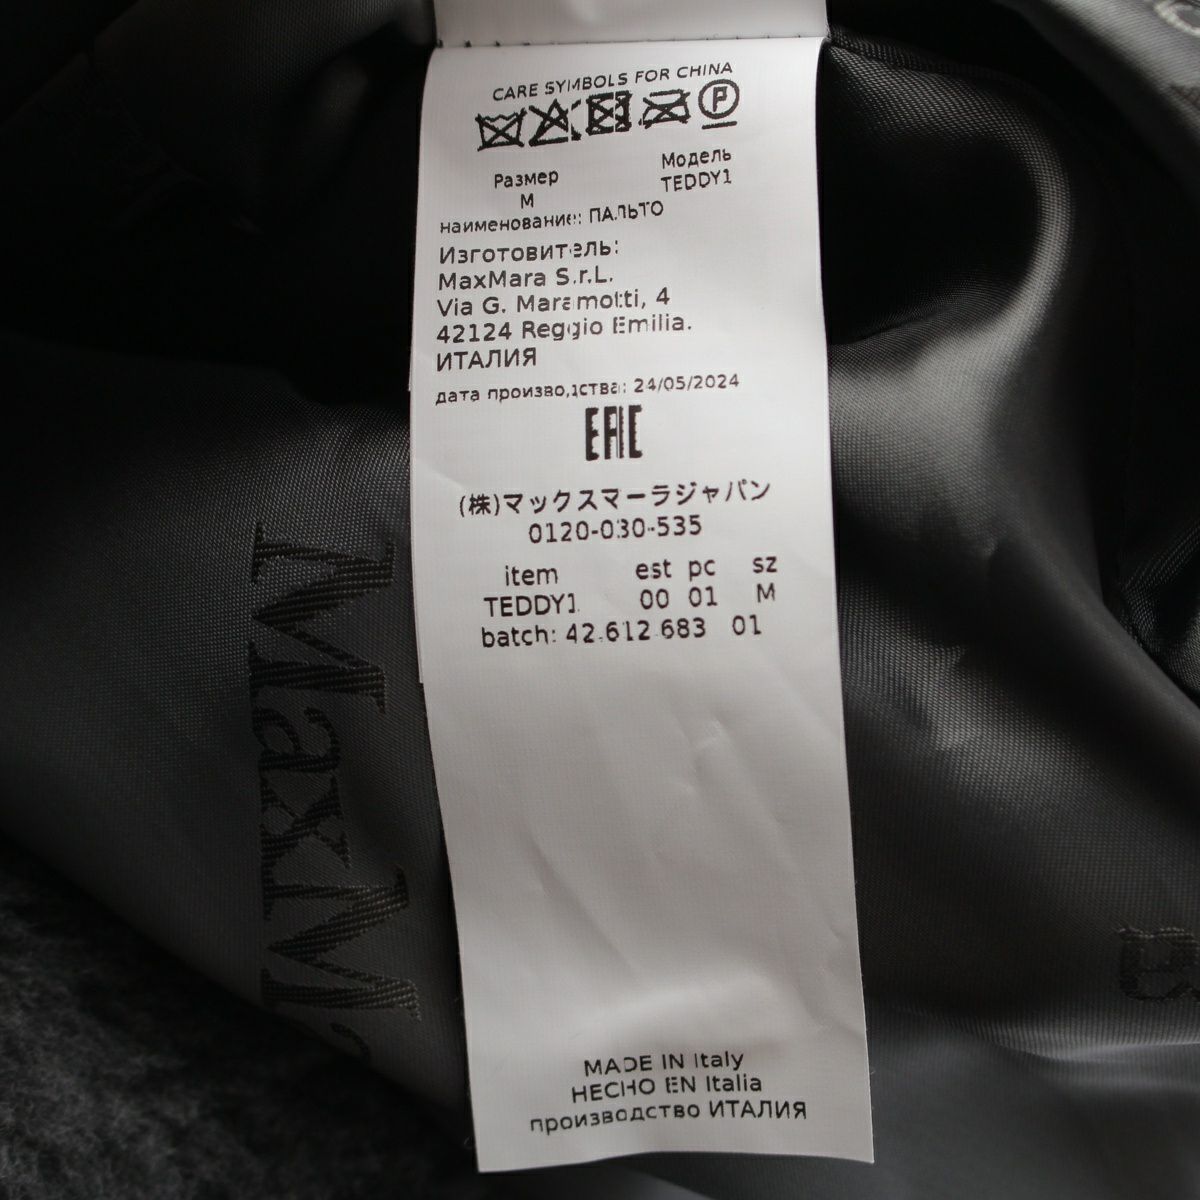 CARE SYMBOLS FOR CHINA
P
Размер Модель
M TEDDY1
наименование: ПАЛЬТО
Изготовитель:
MaxMara S.r.L.
Via G. Maramotti, 4
42124 Reggio Emilia.
ИТАЛИЯ
дата производства: 24/05/2024
EAC
(株)マックスマーラジャパン
0120-030-535
item est pc sz
TEDDY1 00 01 M
batch: 42.612.683 01
MADE IN Italy
HECHO EN Italia
производство ИТАЛИЯ
MaxM